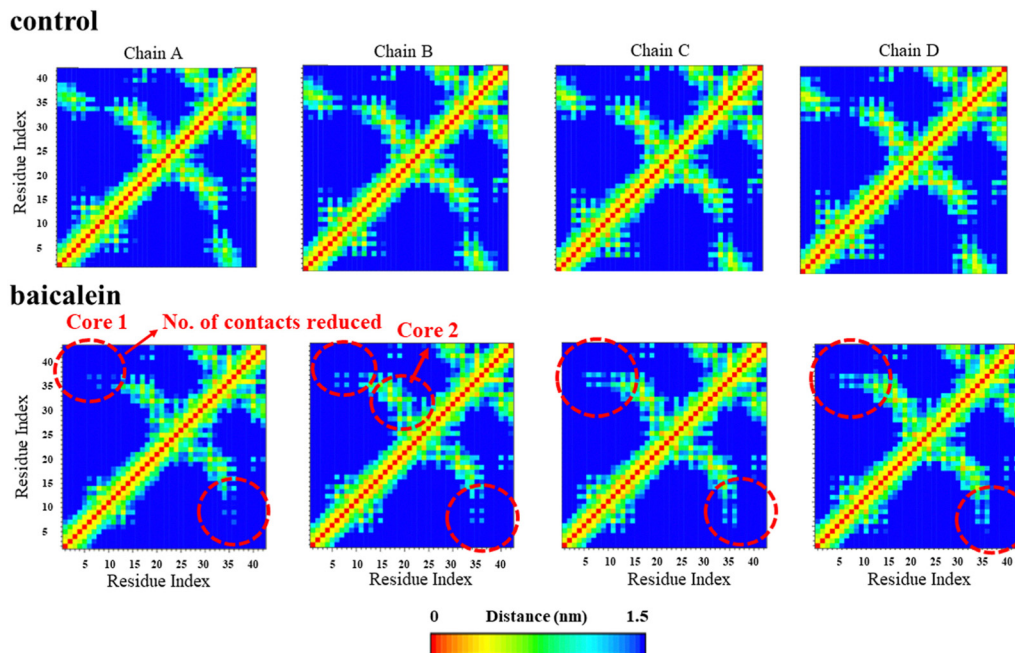 control
Chain A
Chain B
Chain C
Chain D
Residue Index
40
35
30
25
20
15
10
5
baicalein
Core 1
No. of contacts reduced
Core 2
Residue Index
40
35
30
25
20
15
10
5
5 10 15 20 25 30 35 40
5 10 15 20 25 30 35 40
5 10 15 20 25 30 35 40
5 10 15 20 25 30 35 40
Residue Index
Residue Index
Residue Index
Residue Index
0 Distance (nm) 1.5